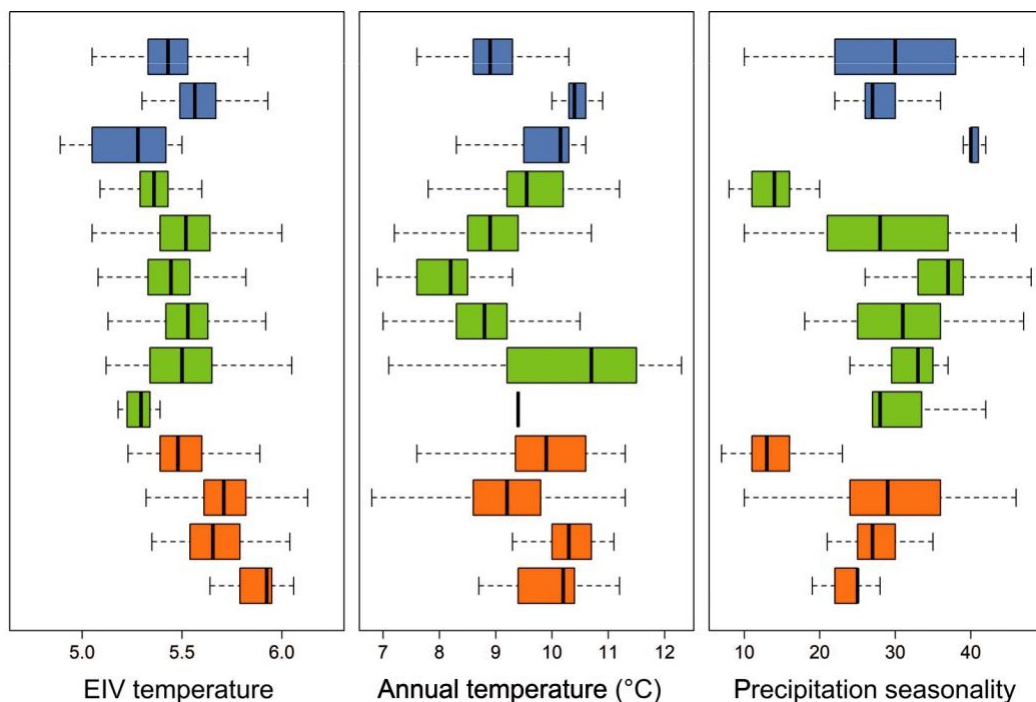 5.0 5.5 6.0 7 8 9 10 11 12 10 20 30 40
EIV temperature Annual temperature (°C) Precipitation seasonality